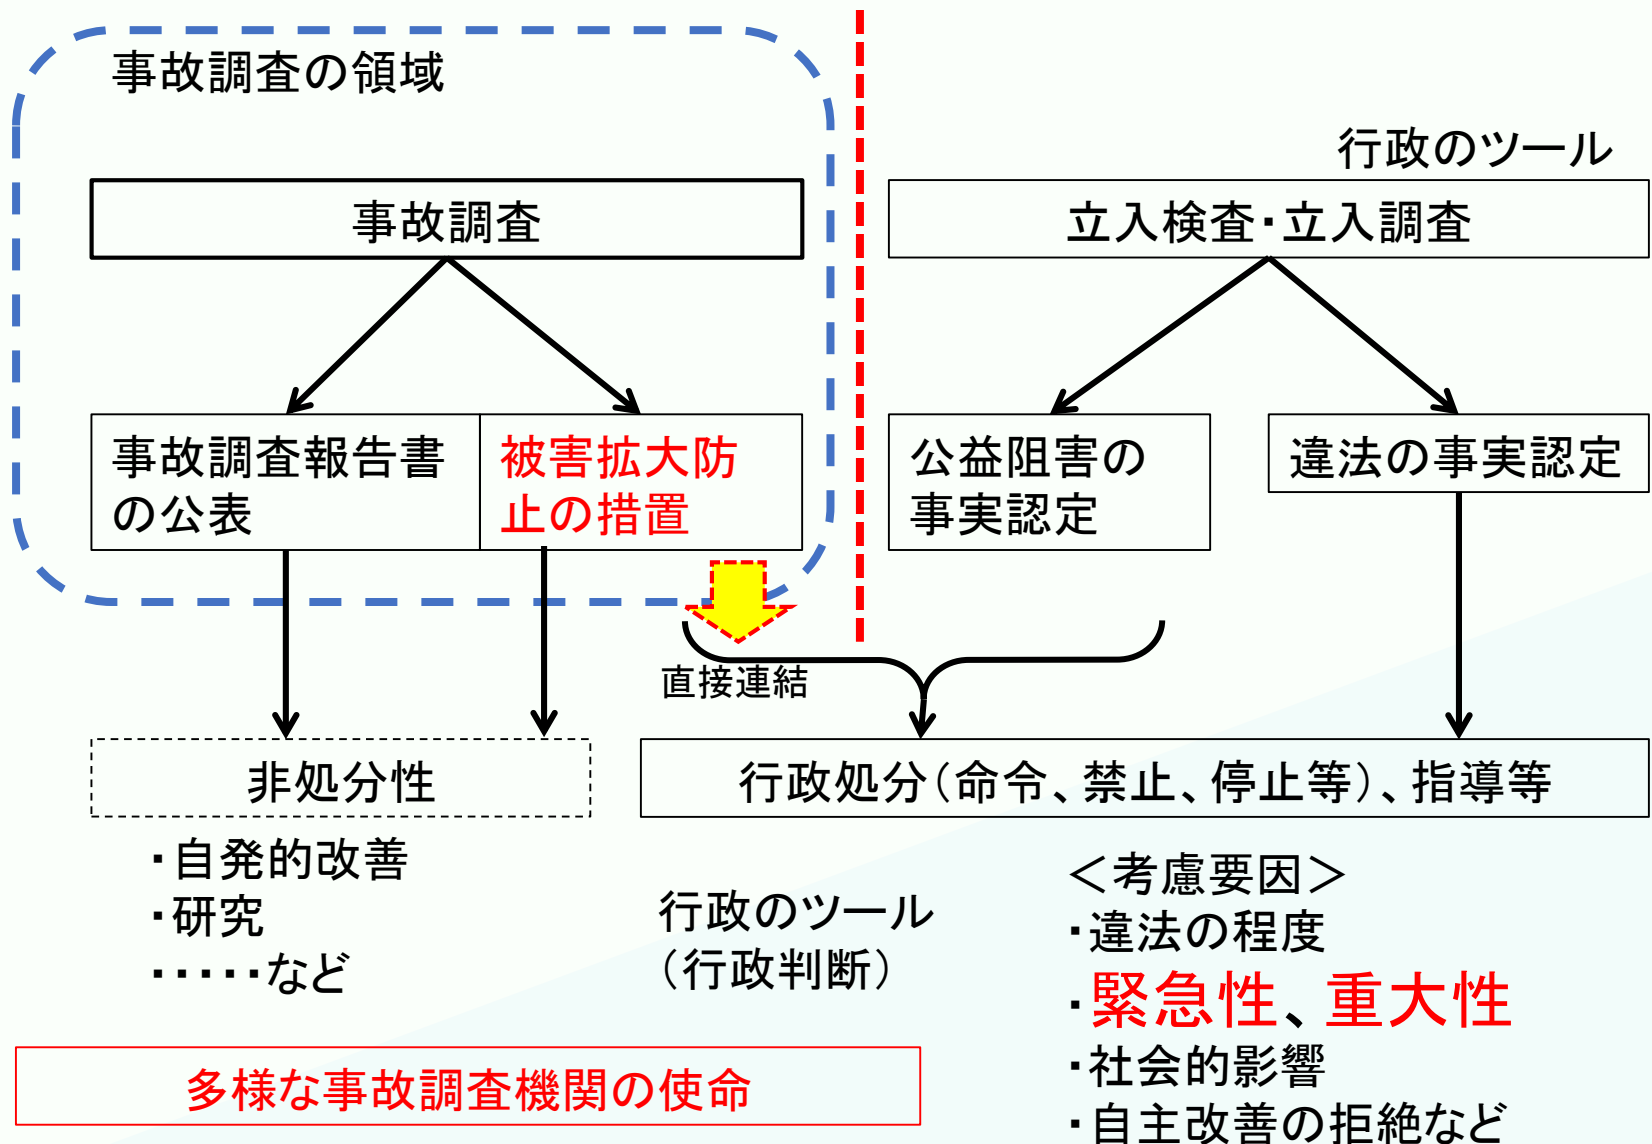 事故調査の領域
行政のツール
事故調査
立入検査・立入調査
事故調査報告書
の公表
被害拡大防
止の措置
公益阻害の
事実認定
違法の事実認定
直接連結
非処分性
行政処分（命令、禁止、停止等）、指導等
・自発的改善
・研究
・・・・・など
行政のツール
（行政判断）
＜考慮要因＞
・違法の程度
・緊急性、重大性
・社会的影響
・自主改善の拒絶など
多様な事故調査機関の使命